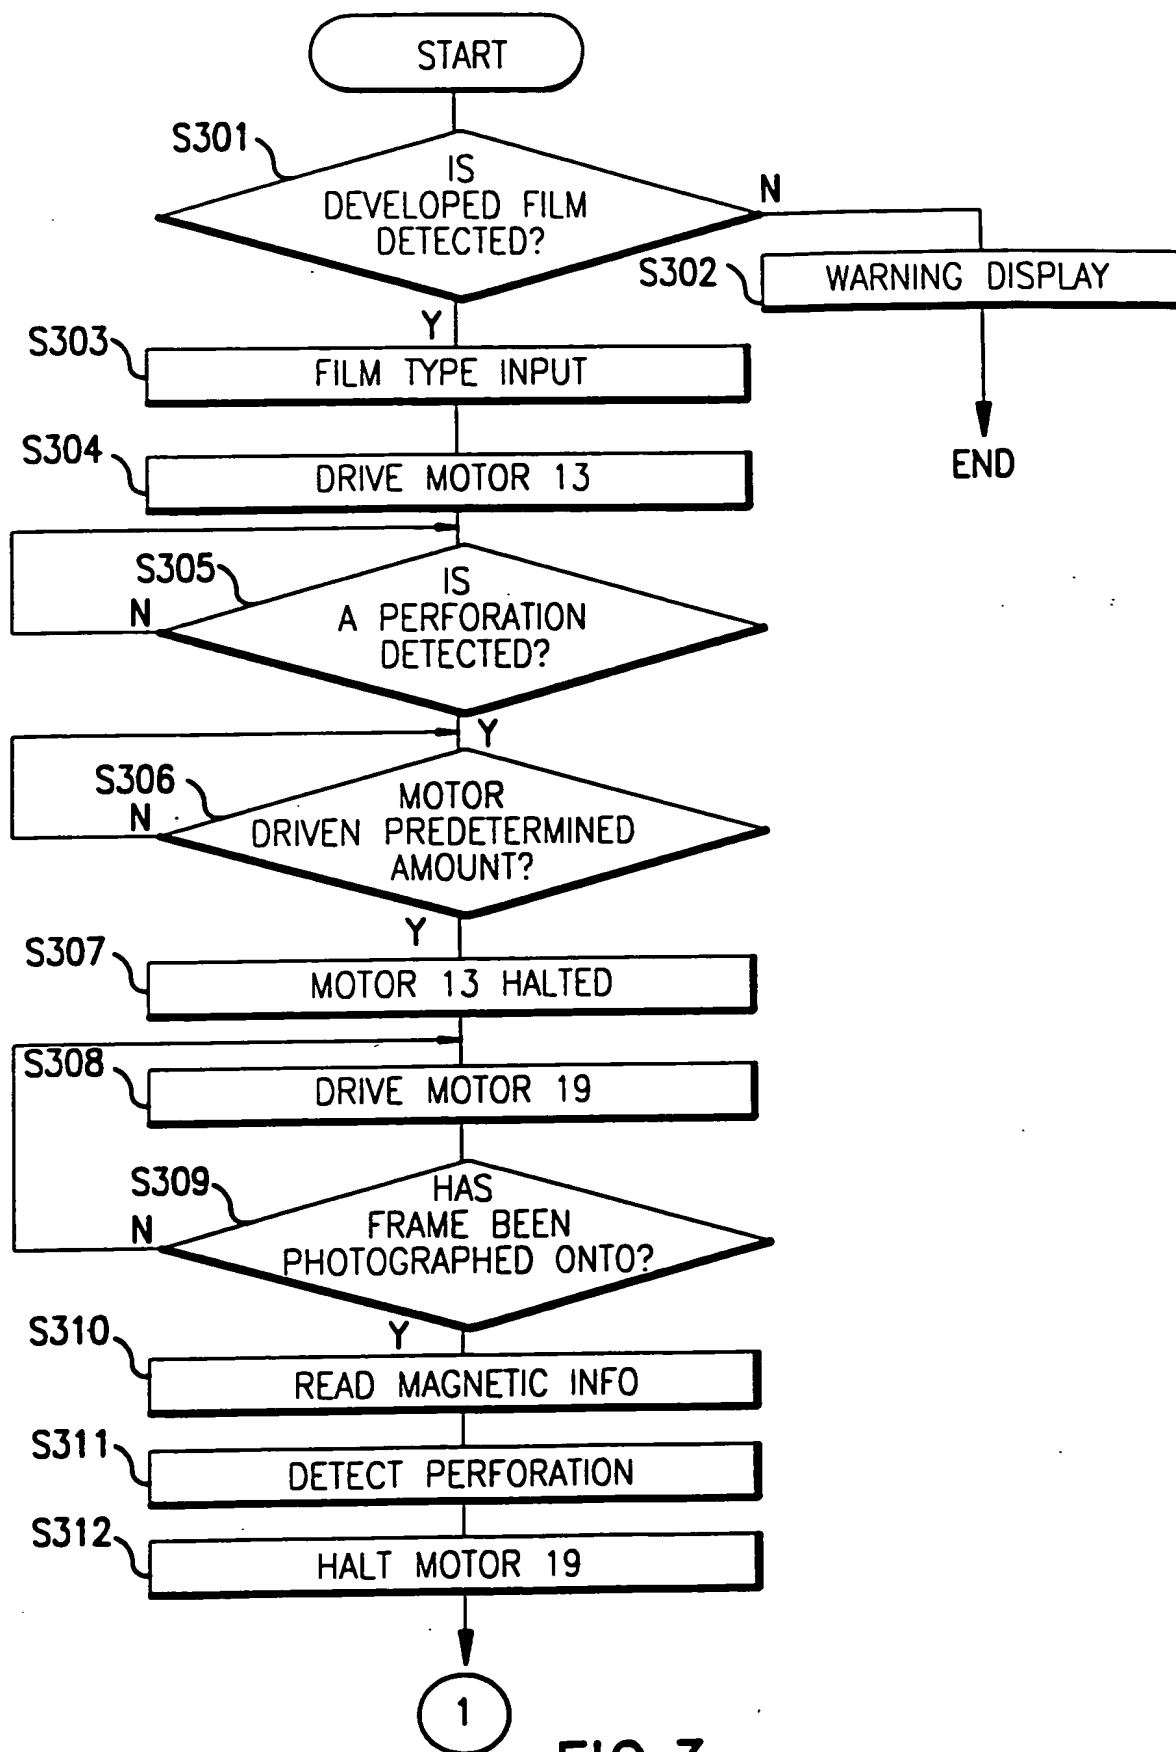 START
S301
IS
DEVELOPED FILM
DETECTED?
N
S302
WARNING DISPLAY
END
Y
S303
FILM TYPE INPUT
S304
DRIVE MOTOR 13
S305
IS
A PERFORATION
DETECTED?
N
Y
S306
MOTOR
DRIVEN PREDETERMINED
AMOUNT?
N
Y
S307
MOTOR 13 HALTED
S308
DRIVE MOTOR 19
S309
HAS
FRAME BEEN
PHOTOGRAPHED ONTO?
N
Y
S310
READ MAGNETIC INFO
S311
DETECT PERFORATION
S312
HALT MOTOR 19
1